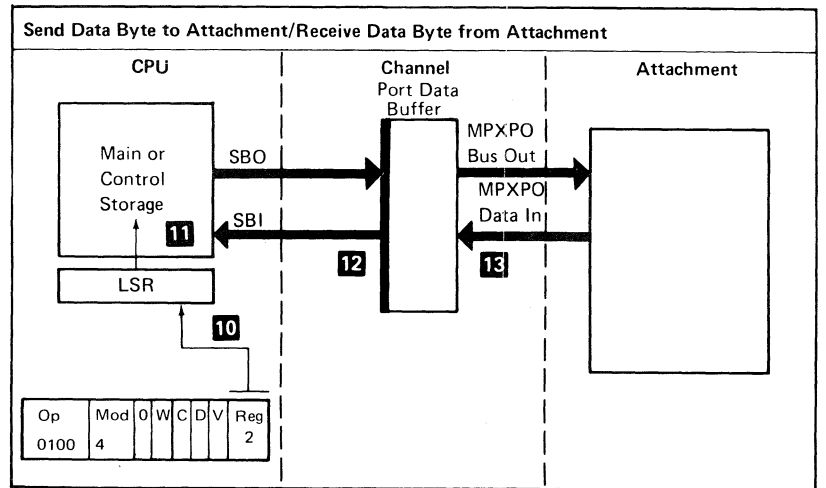 Send Data Byte to Attachment/Receive Data Byte from Attachment
CPU
Channel
Attachment
Port Data
Buffer
Main or
Control
Storage
SBO
MPXPO
Bus Out
SBI
MPXPO
Data In
11
12
13
LSR
10
Op
Mod
0
W
C
D
V
Reg
0100
4
2